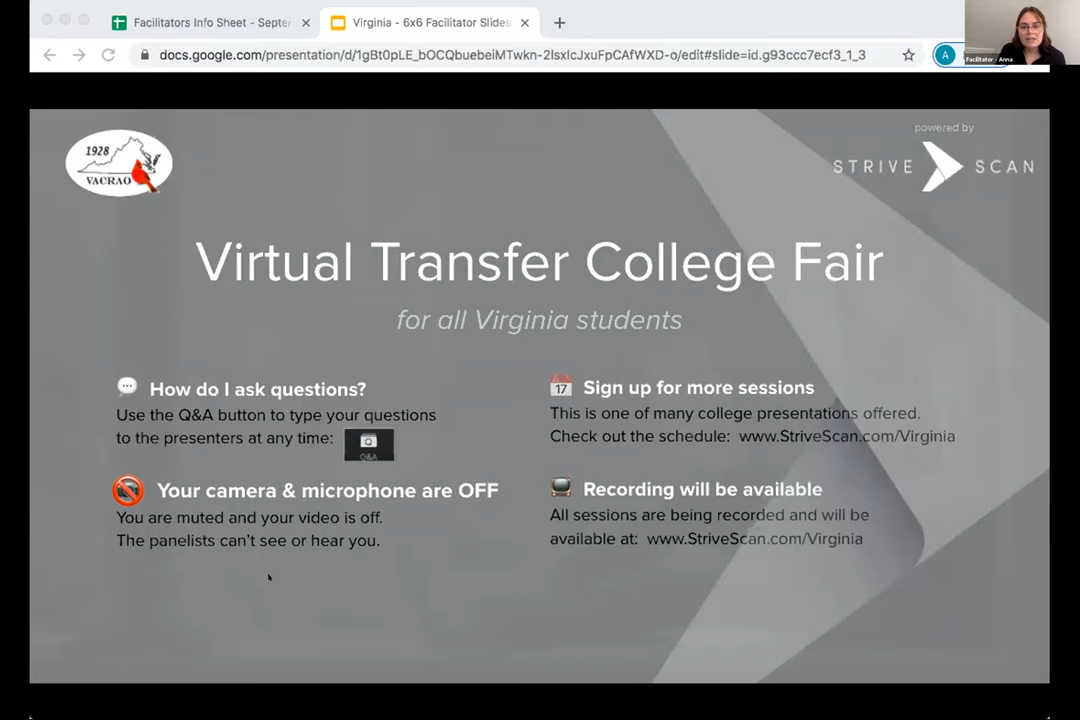 Facilitators Info Sheet - Septe
Virginia - 6x6 Facilitator Slides
docs.google.com/presentation/d/1gBt0pLE_bOCQbuebeiMTwkn-2lsxlcJxuFpCAfWXD-o/edit#slide=id.g93ccc7ecf3_1_3
A
Facilitator - Anna
1928
VACRAO
powered by
STRIVE SCAN
Virtual Transfer College Fair
for all Virginia students
How do I ask questions?
Use the Q&A button to type your questions
to the presenters at any time:
Q&A
Your camera & microphone are OFF
You are muted and your video is off.
The panelists can't see or hear you.
17
Sign up for more sessions
This is one of many college presentations offered.
Check out the schedule: www.StriveScan.com/Virginia
Recording will be available
All sessions are being recorded and will be
available at: www.StriveScan.com/Virginia